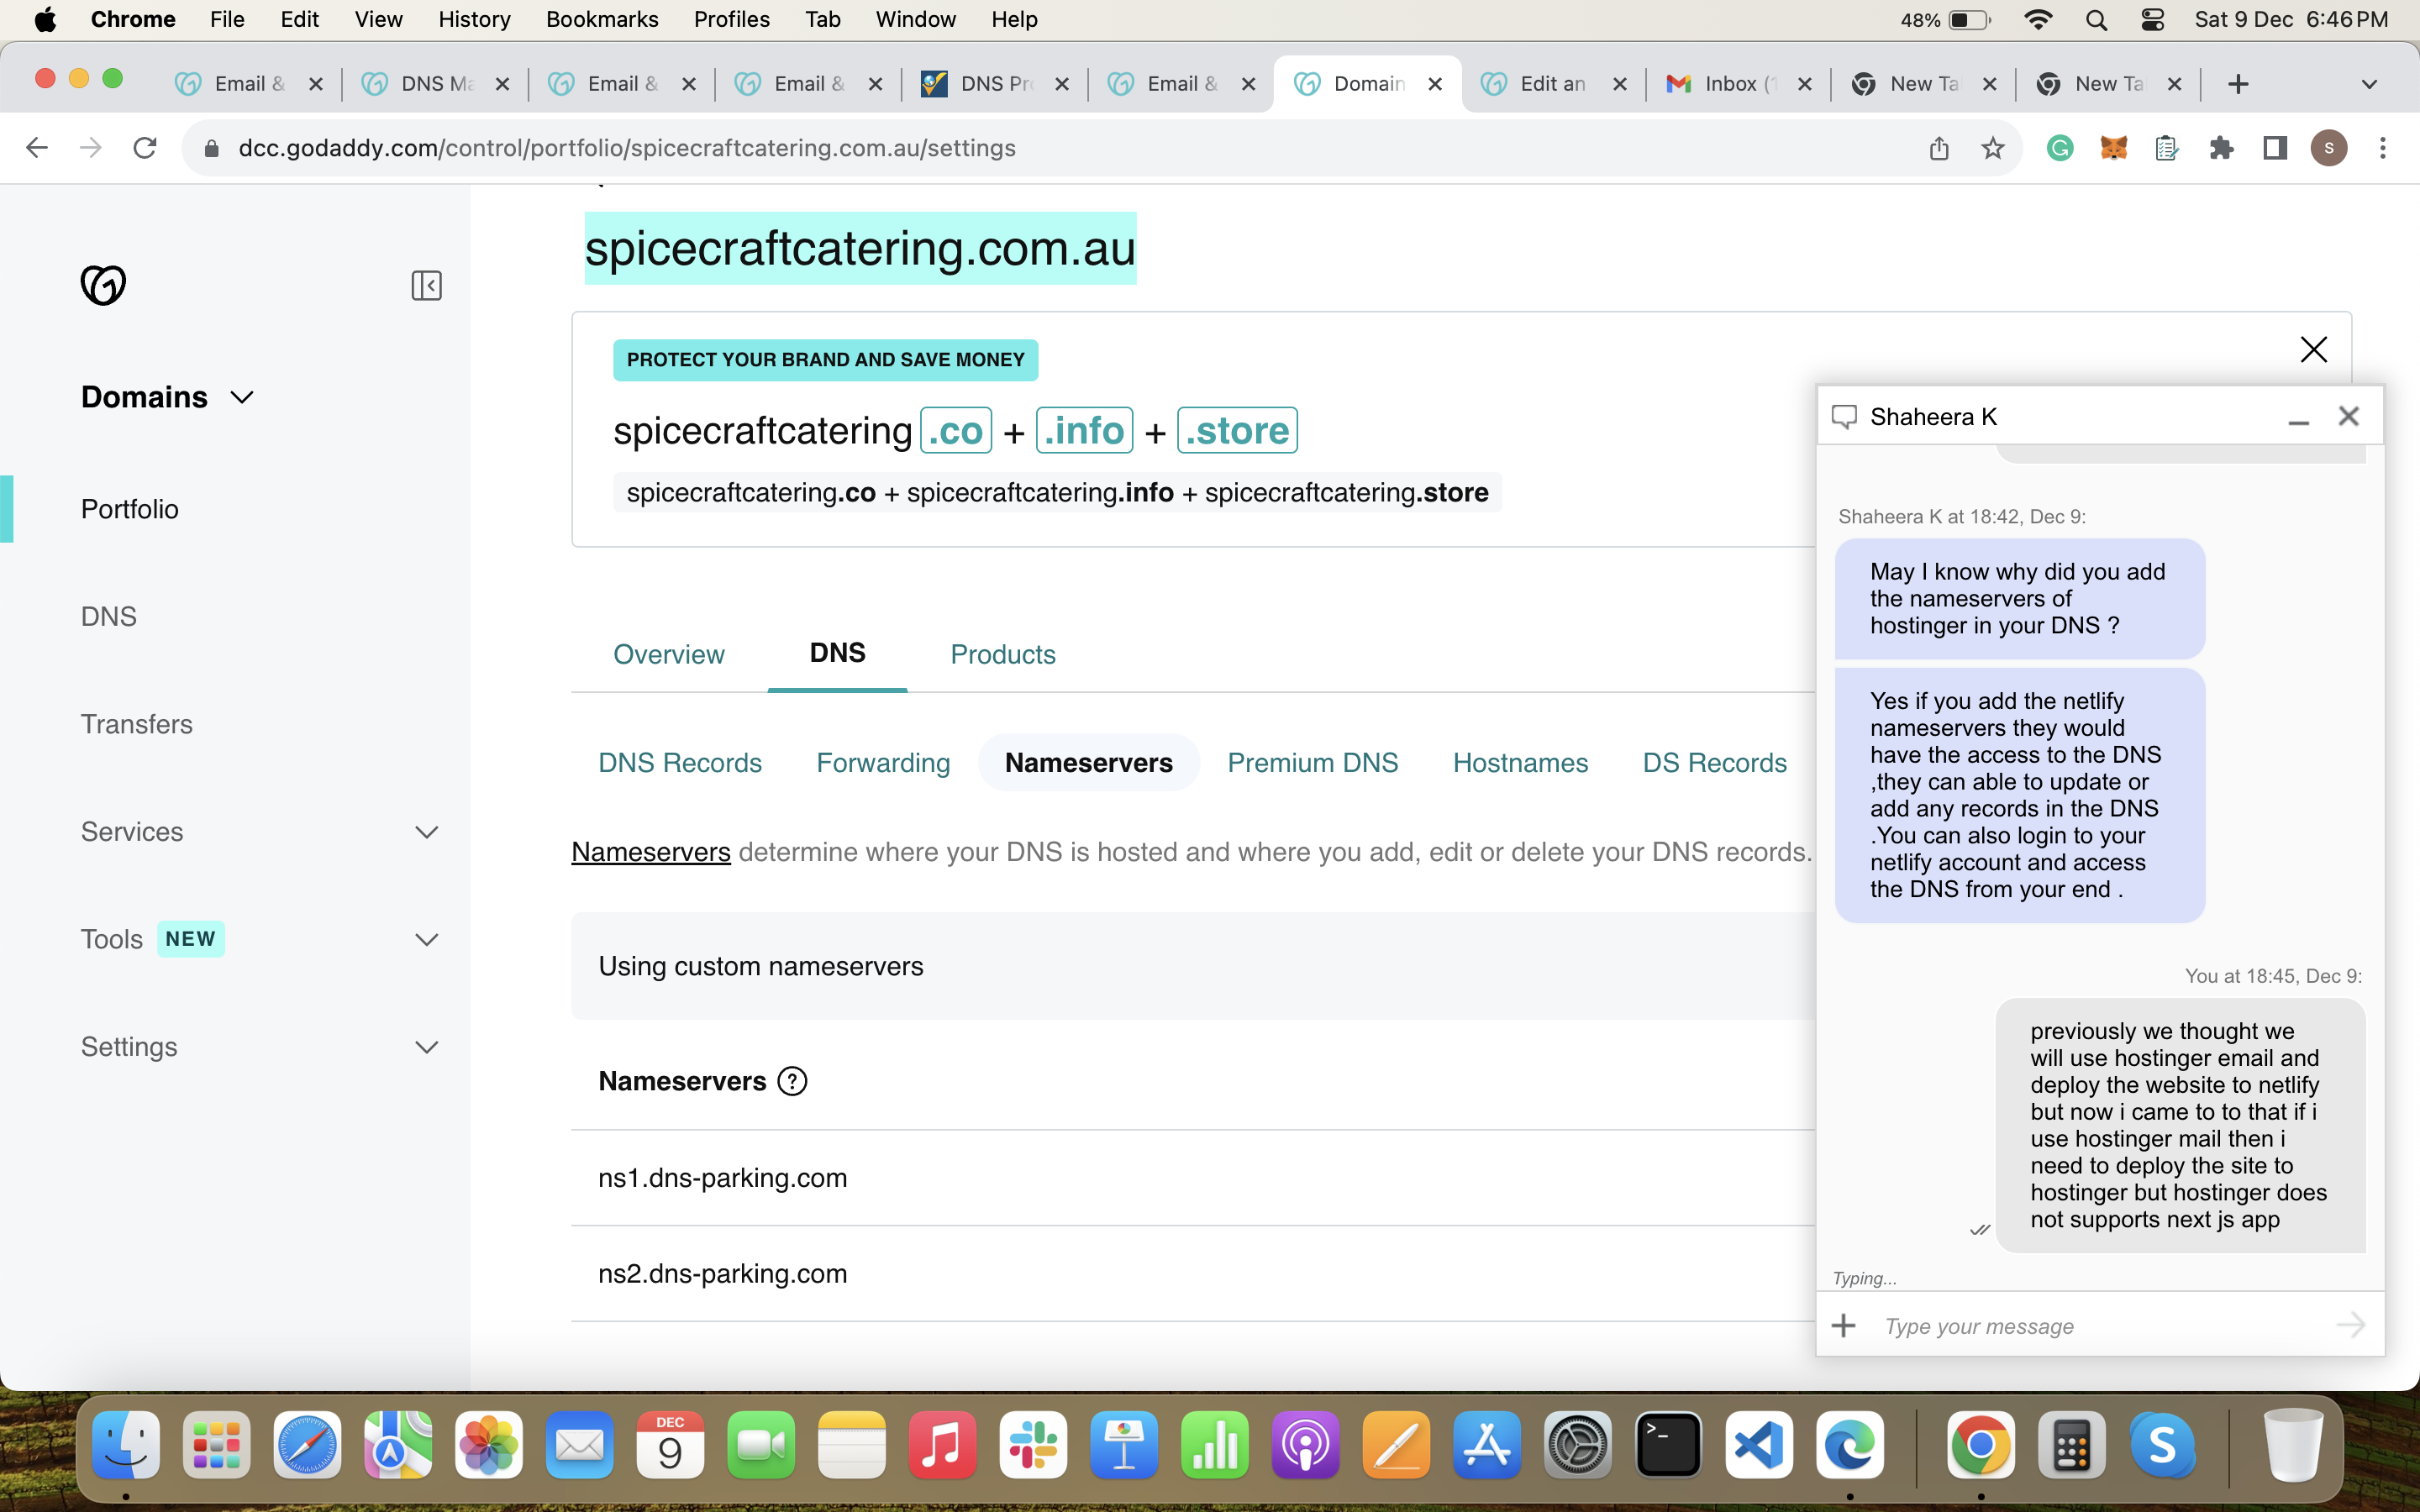 Chrome File Edit View History Bookmarks Profiles Tab Window Help 48% Sat 9 Dec 6:46 PM
Email & DNS Ma Email & Email & DNS Pr Email & Domain Edit an Inbox ( New Ta New Ta
dcc.godaddy.com/control/portfolio/spicecraftcatering.com.au/settings S
spicecraftcatering.com.au
Domains
Portfolio
DNS
Transfers
Services
Tools NEW
Settings
PROTECT YOUR BRAND AND SAVE MONEY
spicecraftcatering .co + .info + .store
spicecraftcatering.co + spicecraftcatering.info + spicecraftcatering.store
Overview DNS Products
DNS Records Forwarding Nameservers Premium DNS Hostnames DS Records
Nameservers determine where your DNS is hosted and where you add, edit or delete your DNS records.
Using custom nameservers
Nameservers ?
ns1.dns-parking.com
ns2.dns-parking.com
Shaheera K
Shaheera K at 18:42, Dec 9:
May I know why did you add
the nameservers of
hostinger in your DNS ?
Yes if you add the netlify
nameservers they would
have the access to the DNS
,they can able to update or
add any records in the DNS
.You can also login to your
netlify account and access
the DNS from your end .
You at 18:45, Dec 9:
previously we thought we
will use hostinger email and
deploy the website to netlify
but now i came to to that if i
use hostinger mail then i
need to deploy the site to
hostinger but hostinger does
not supports next js app
Typing...
Type your message
DEC
9